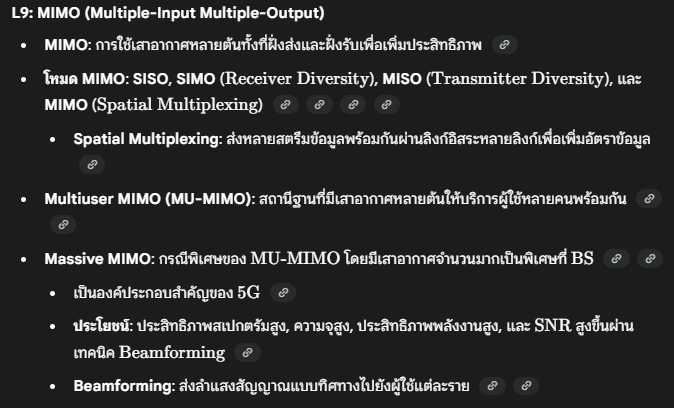 L9: MIMO (Multiple-Input Multiple-Output)
MIMO: การใช้เสาอากาศหลายต้นทั้งที่ฝั่งส่งและฝั่งรับเพื่อเพิ่มประสิทธิภาพ
โหมด MIMO: SISO, SIMO (Receiver Diversity), MISO (Transmitter Diversity), และ
MIMO (Spatial Multiplexing)
Spatial Multiplexing: ส่งหลายสตรีมข้อมูลพร้อมกันผ่านลิงก์อิสระหลายลิงก์เพื่อเพิ่มอัตราข้อมูล
Multiuser MIMO (MU-MIMO): สถานีฐานที่มีเสาอากาศหลายต้นให้บริการผู้ใช้หลายคนพร้อมกัน
Massive MIMO: กรณีพิเศษของ MU-MIMO โดยมีเสาอากาศจำนวนมากเป็นพิเศษที่ BS
เป็นองค์ประกอบสำคัญของ 5G
ประโยชน์: ประสิทธิภาพสเปกตรัมสูง, ความจุสูง, ประสิทธิภาพพลังงานสูง, และ SNR สูงขึ้นผ่าน
เทคนิค Beamforming
Beamforming: ส่งลำแสงสัญญาณแบบทิศทางไปยังผู้ใช้แต่ละราย